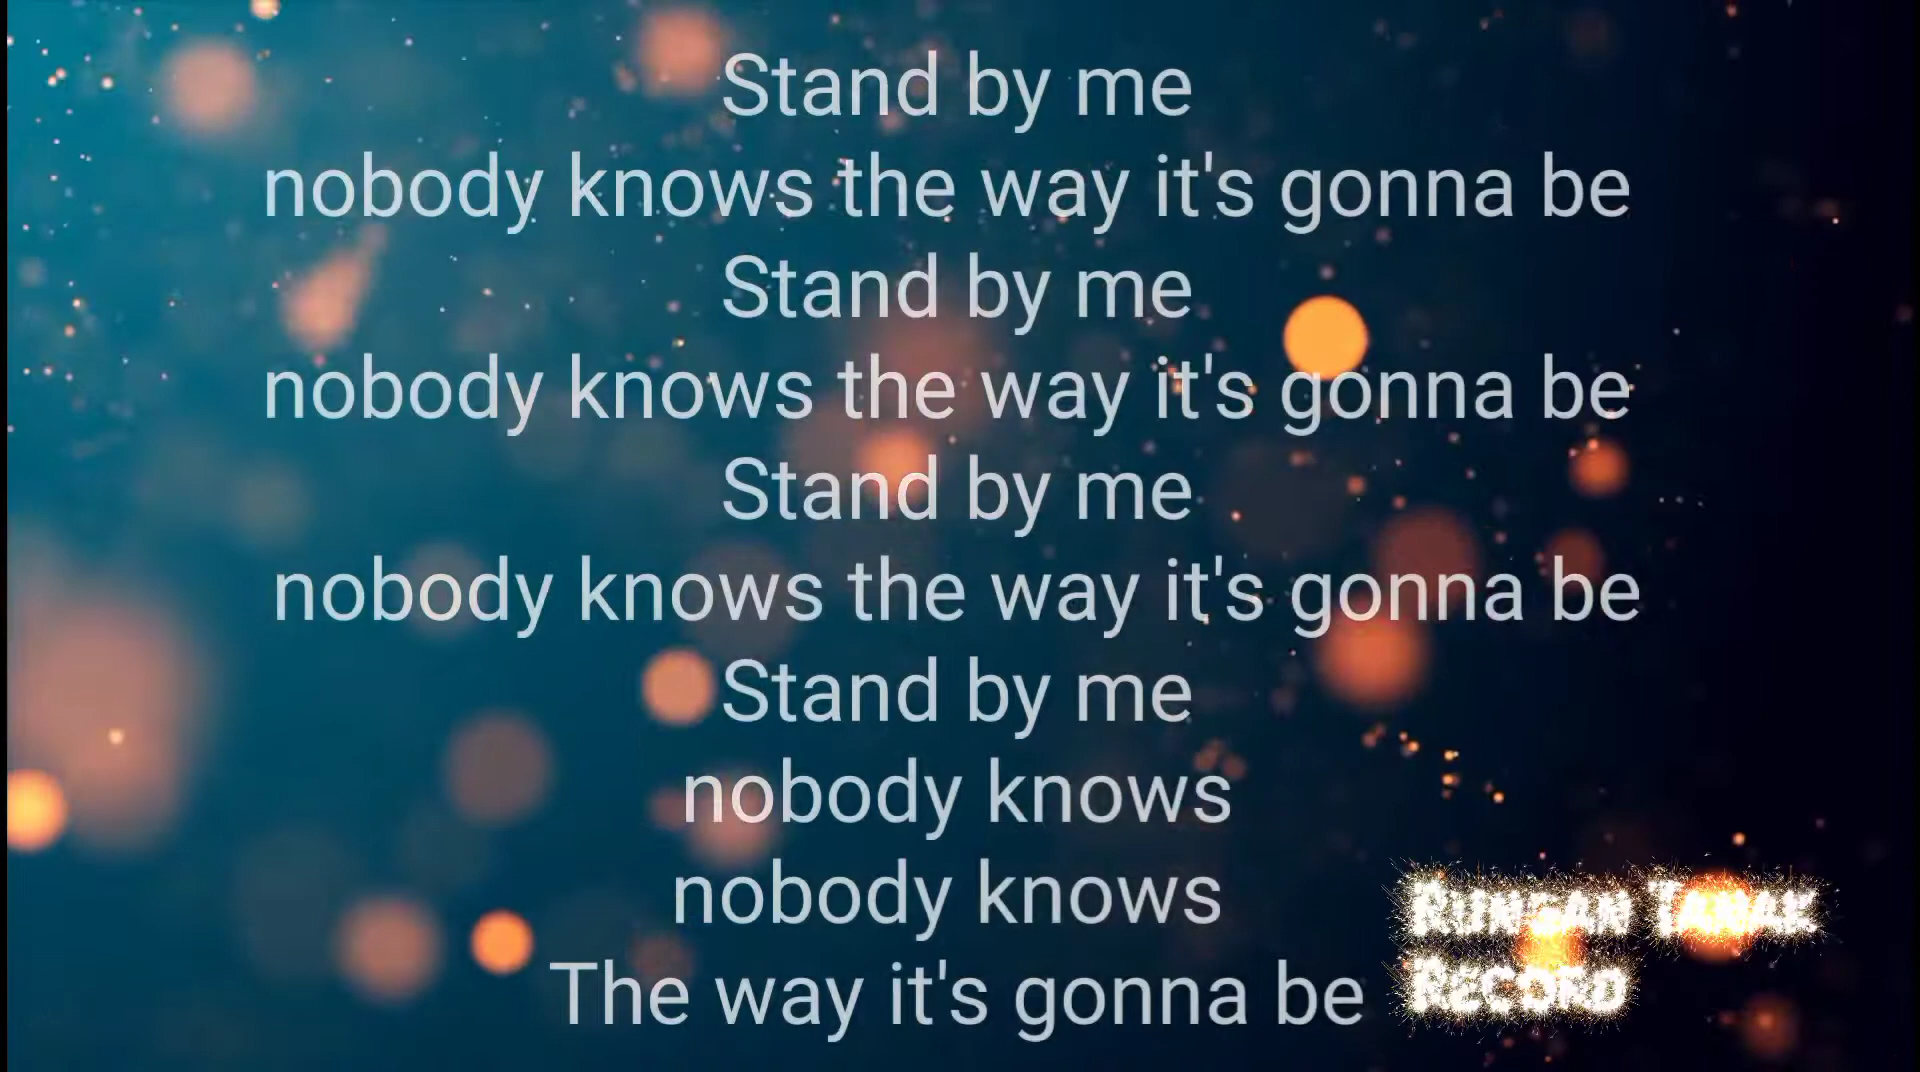 Stand by me
nobody knows the way it's gonna be
Stand by me
nobody knows the way it's gonna be
Stand by me
nobody knows the way it's gonna be
Stand by me
nobody knows
nobody knows
The way it's gonna be
Rungan Tabak
Record